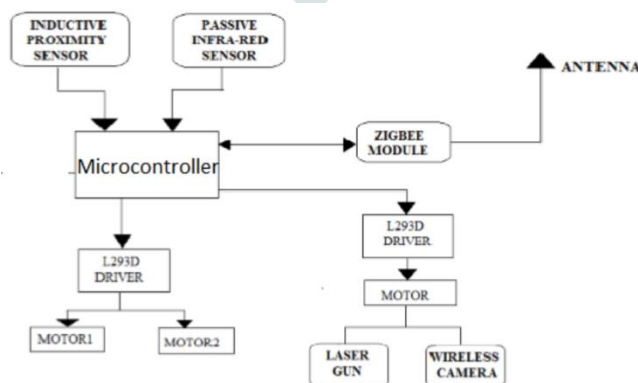 INDUCTIVE
PROXIMITY
SENSOR
PASSIVE
INFRA-RED
SENSOR
ANTENNA
Microcontroller
ZIGBEE
MODULE
L293D
DRIVER
L293D
DRIVER
MOTOR
MOTOR1
MOTOR2
LASER
GUN
WIRELESS
CAMERA